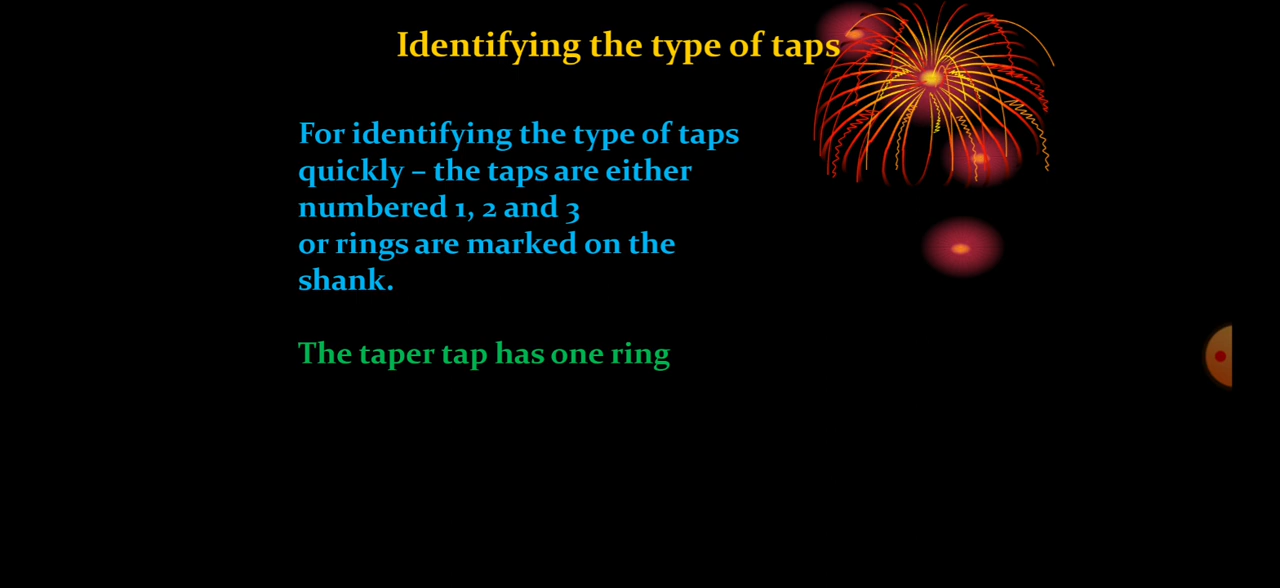 Identifying the type of taps
For identifying the type of taps
quickly – the taps are either
numbered 1, 2 and 3
or rings are marked on the
shank.
The taper tap has one ring